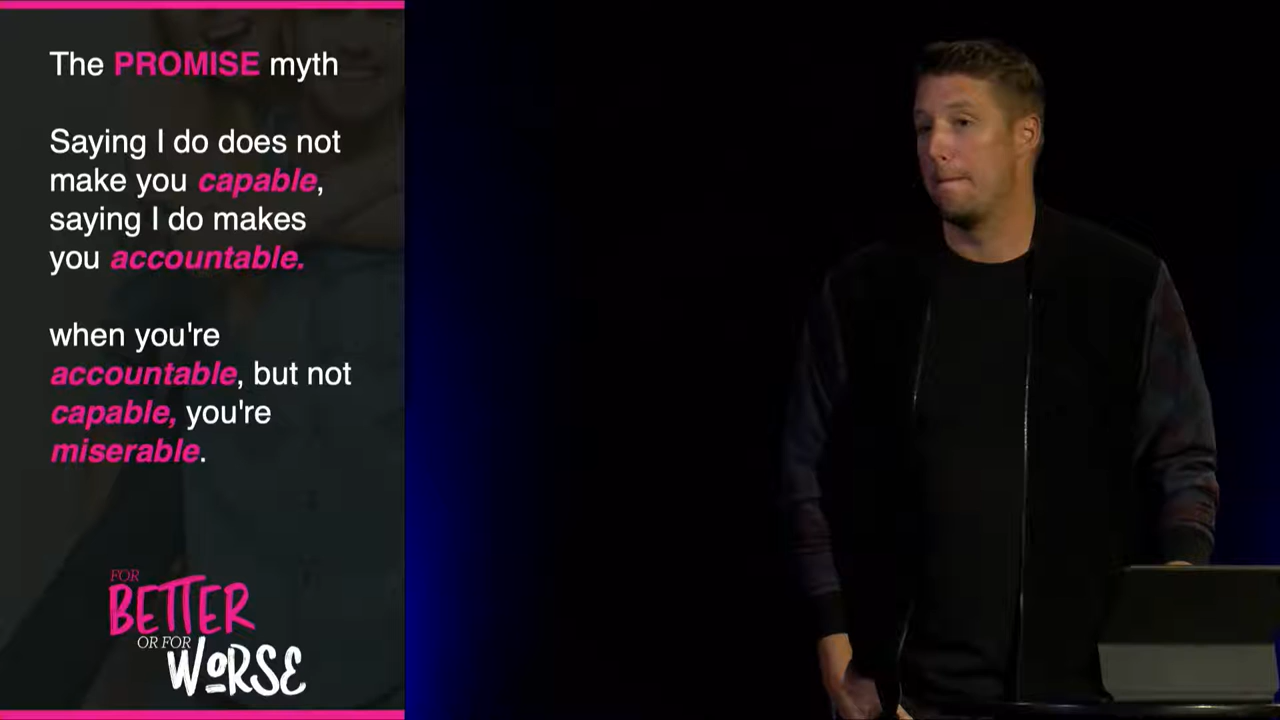 The PROMISE myth
Saying I do does not
make you capable,
saying I do makes
you accountable.
when you're
accountable, but not
capable, you're
miserable.
FOR
BETTER
OR FOR
WORSE